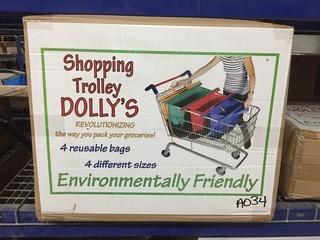 Shopping
Trolley
DOLLY'S
REVOLUTIONIZING
the way you pack your groceries!
4 reusable bags
4 different sizes
Environmentally Friendly
A034